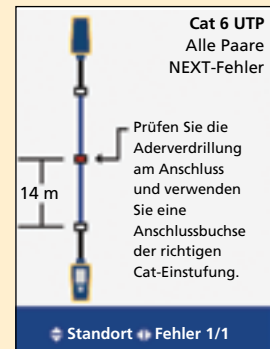 Cat 6 UTP
Alle Paare
NEXT-Fehler
Prüfen Sie die
Aderverdrillung
am Anschluss
und verwenden
Sie eine
Anschlussbuchse
der richtigen
Cat-Einstufung.
14 m
Standort Fehler 1/1